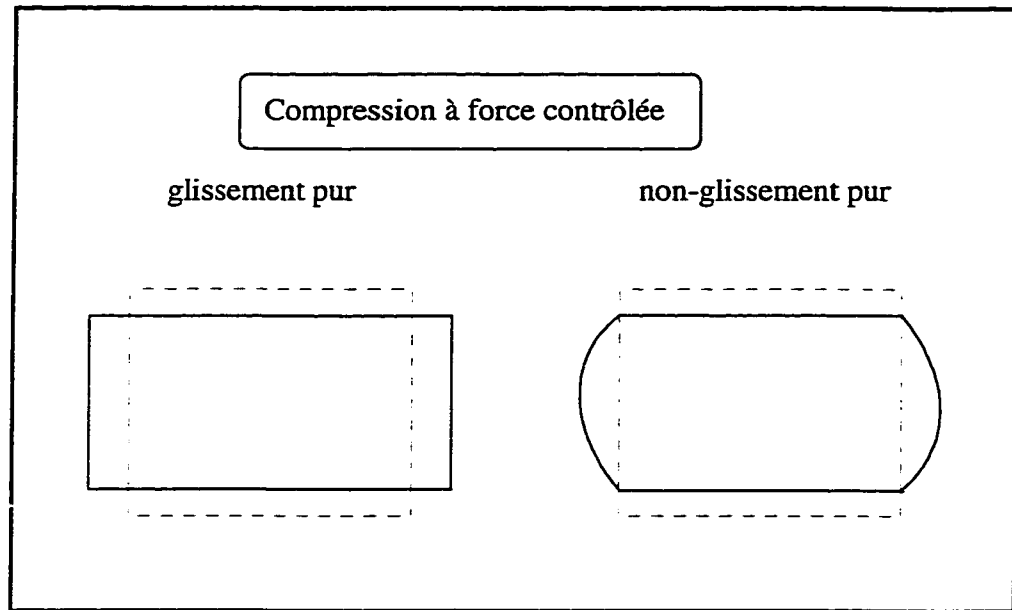 Compression à force contrôlée
glissement pur
non-glissement pur